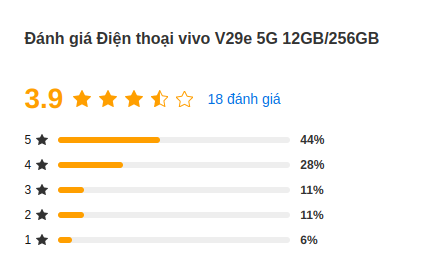 Đánh giá Điện thoại vivo V29e 5G 12GB/256GB
3.9 18 đánh giá
5 44%
4 28%
3 11%
2 11%
1 6%